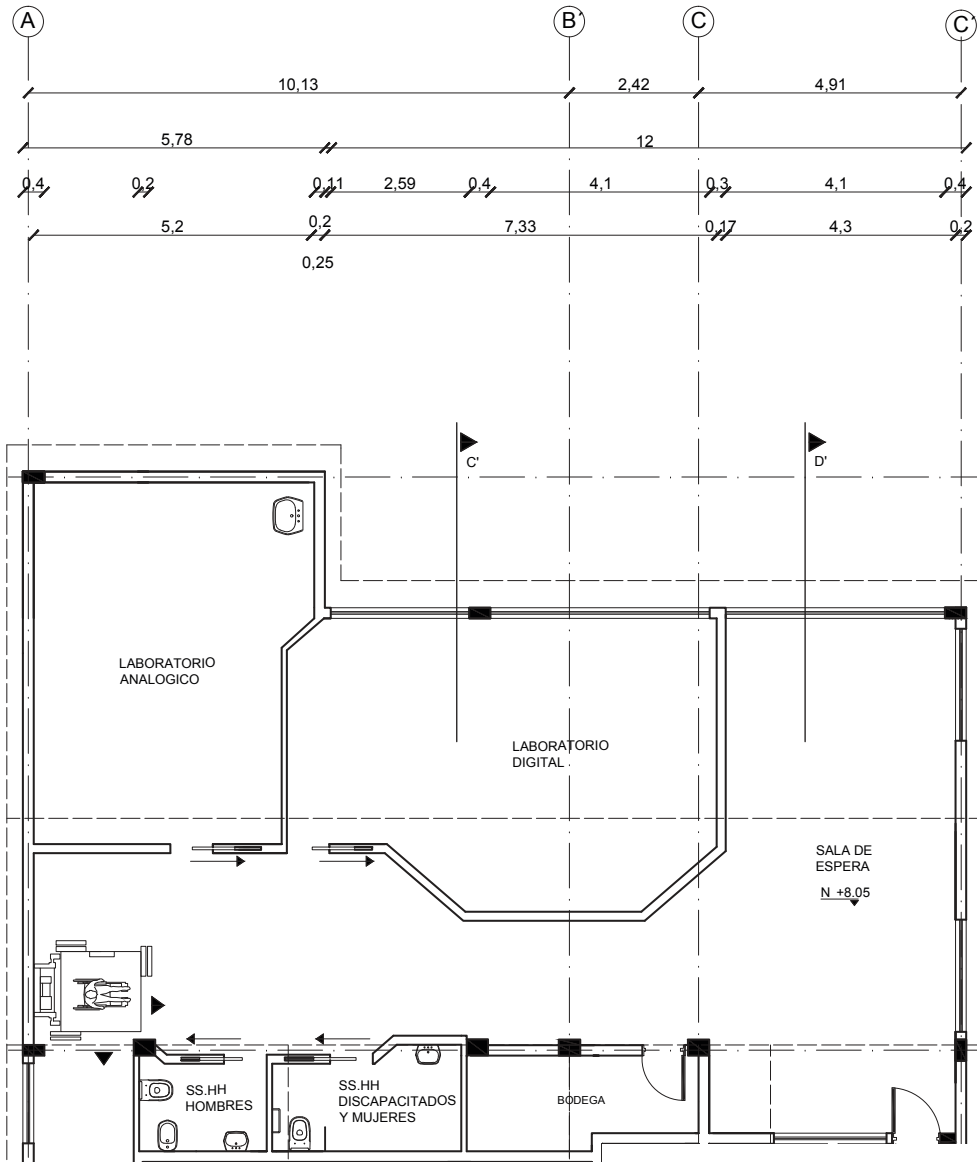 A B´ C C´
10,13 2,42 4,91
5,78 12
0,4 0,2 0,11 2,59 0,4 4,1 0,3 4,1 0,4
5,2 0,2 7,33 0,17 4,3 0,2
0,25
C' D'
LABORATORIO
ANALOGICO
LABORATORIO
DIGITAL
SALA DE
ESPERA
N +8.05
SS.HH
HOMBRES
SS.HH
DISCAPACITADOS
Y MUJERES
BODEGA